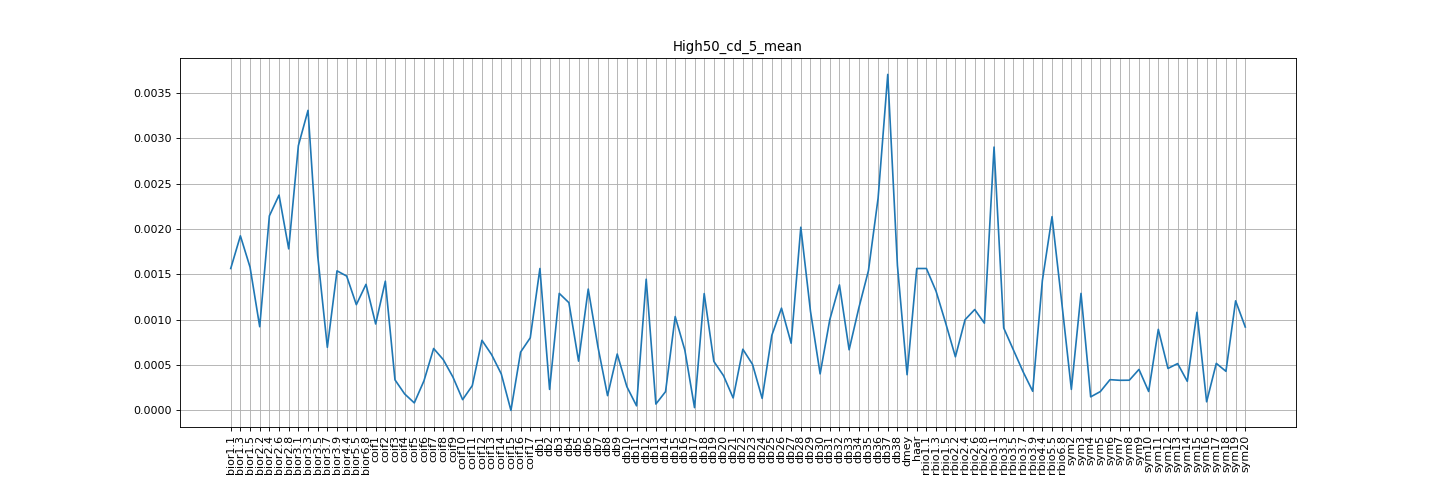 High50_cd_5_mean
0.0035
0.0030
0.0025
0.0020
0.0015
0.0010
0.0005
0.0000
bior1.1
bior1.3
bior1.5
bior2.2
bior2.4
bior2.6
bior2.8
bior3.1
bior3.3
bior3.5
bior3.7
bior3.9
bior4.4
bior5.5
bior6.8
coif1
coif2
coif3
coif4
coif5
coif6
coif7
coif8
coif9
coif10
coif11
coif12
coif13
coif14
coif15
coif16
coif17
db1
db2
db3
db4
db5
db6
db7
db8
db9
db10
db11
db12
db13
db14
db15
db16
db17
db18
db19
db20
db21
db22
db23
db24
db25
db26
db27
db28
db29
db30
db31
db32
db33
db34
db35
db36
db37
db38
dmey
haar
rbio1.1
rbio1.3
rbio1.5
rbio2.2
rbio2.4
rbio2.6
rbio2.8
rbio3.1
rbio3.3
rbio3.5
rbio3.7
rbio3.9
rbio4.4
rbio5.5
rbio6.8
sym2
sym3
sym4
sym5
sym6
sym7
sym8
sym9
sym10
sym11
sym12
sym13
sym14
sym15
sym16
sym17
sym18
sym19
sym20